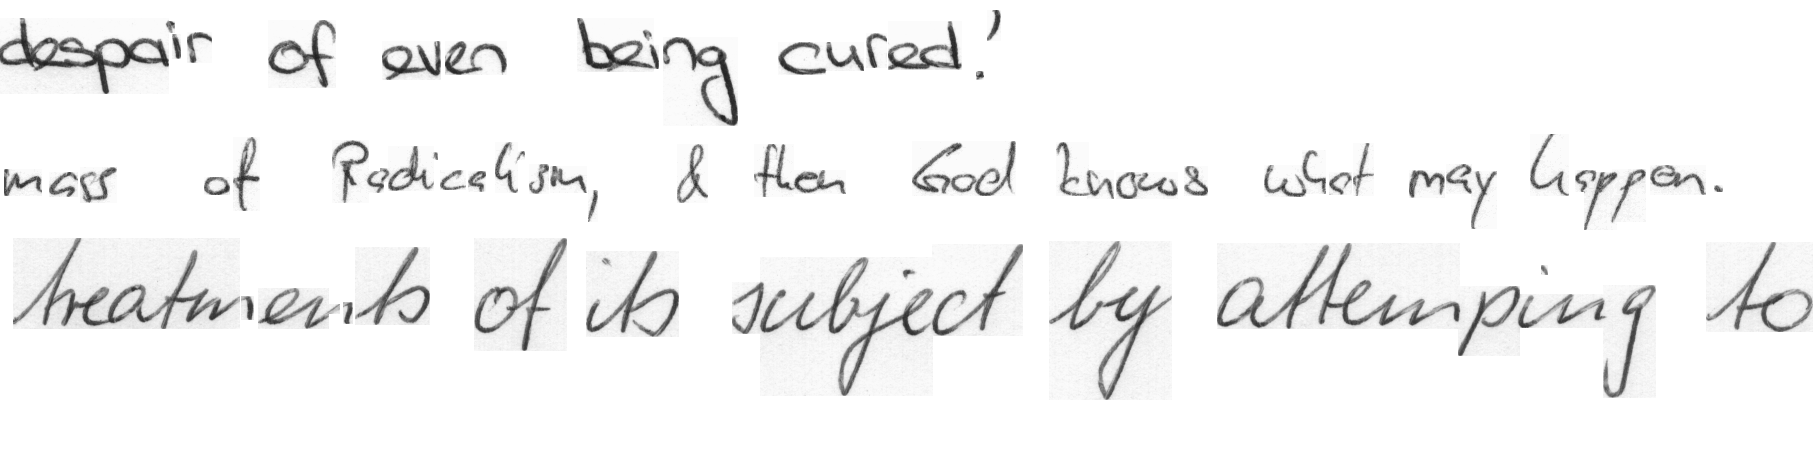 despair of even being cured!
mass of Radicalism, & then God knows what may happen.
treatments of its subject by attemping to